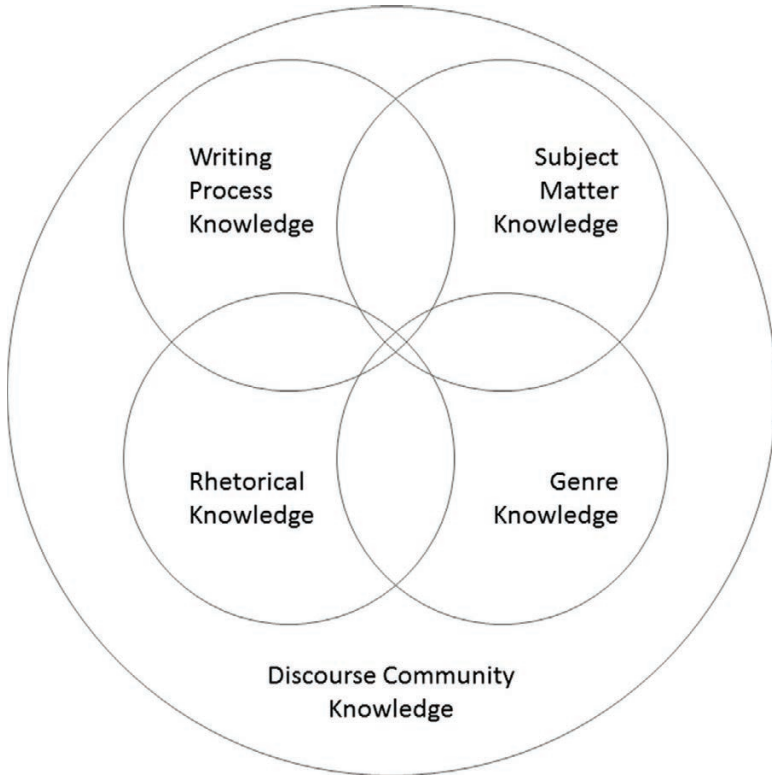 Writing
Process
Knowledge
Subject
Matter
Knowledge
Rhetorical
Knowledge
Genre
Knowledge
Discourse Community
Knowledge